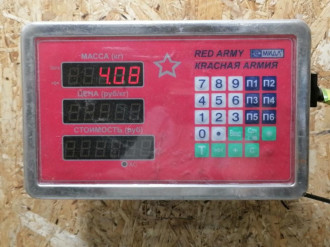 МАССА (кг)
4.08
ЦЕНА (руб/кг)
СТОИМОСТЬ (руб)
RED ARMY МИДЛ
КРАСНАЯ АРМИЯ
7 8 9 П1 П2
4 5 6 П3 П4
1 2 3 П5 П6
0
T C